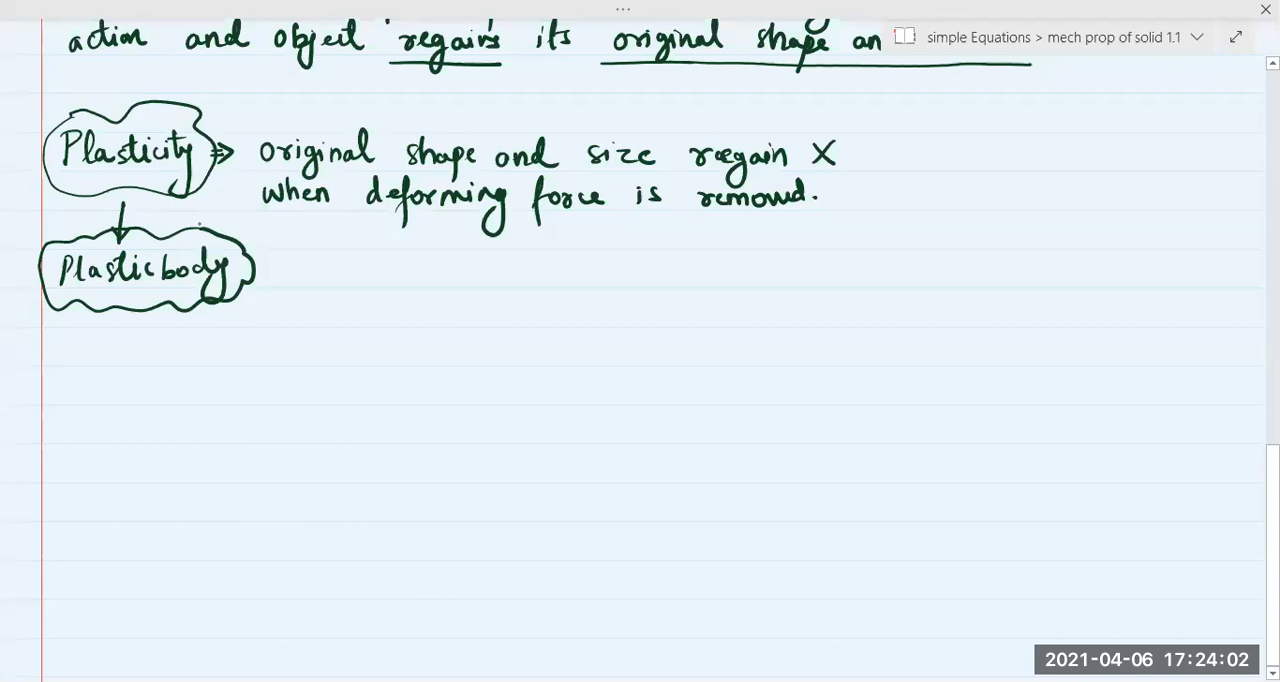 action and object regains its original shape an
simple Equations > mech prop of solid 1.1
Plasticity ⇒ original shape and size regain X
when deforming force is removed.
↓
Plastic body
2021-04-06 17:24:02